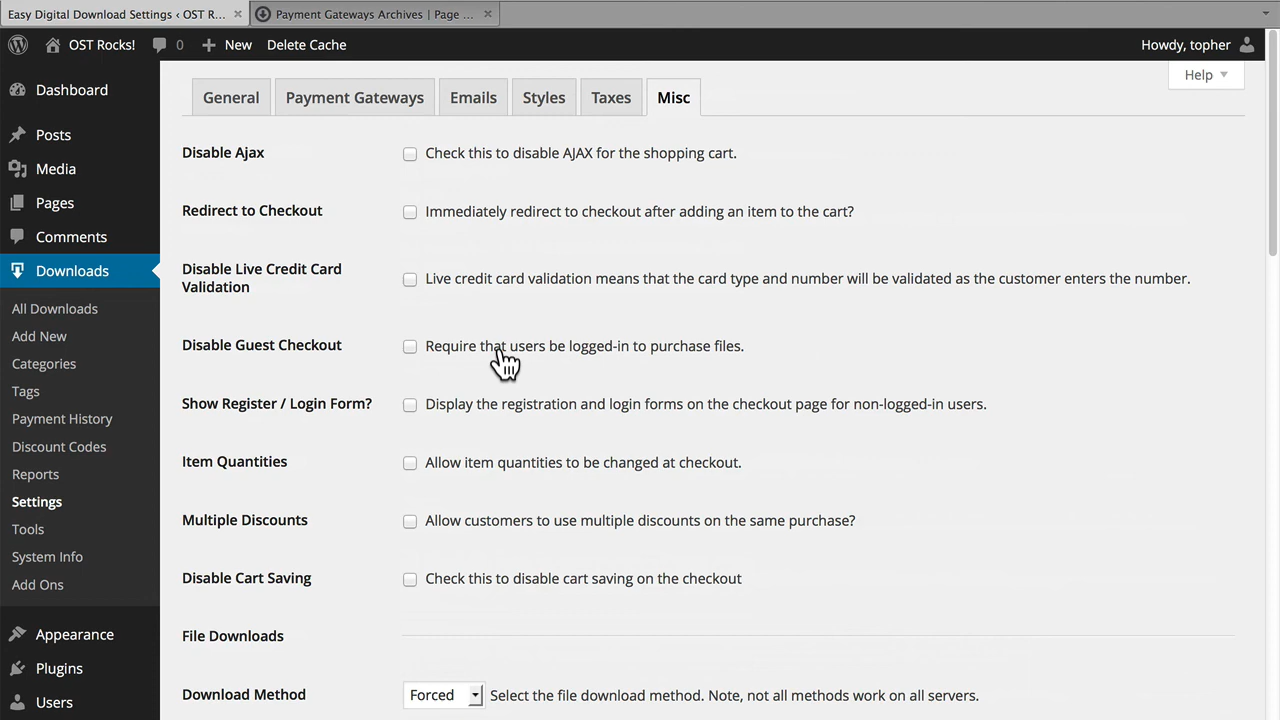 Easy Digital Download Settings ‹ OST R... ×
Payment Gateways Archives | Page ... ×
OST Rocks! 0 New Delete Cache Howdy, topher
Help
Dashboard
Posts
Media
Pages
Comments
Downloads
All Downloads
Add New
Categories
Tags
Payment History
Discount Codes
Reports
Settings
Tools
System Info
Add Ons
Appearance
Plugins
Users
General Payment Gateways Emails Styles Taxes Misc
Disable Ajax Check this to disable AJAX for the shopping cart.
Redirect to Checkout Immediately redirect to checkout after adding an item to the cart?
Disable Live Credit Card
Validation
Live credit card validation means that the card type and number will be validated as the customer enters the number.
Disable Guest Checkout Require that users be logged-in to purchase files.
Show Register / Login Form? Display the registration and login forms on the checkout page for non-logged-in users.
Item Quantities Allow item quantities to be changed at checkout.
Multiple Discounts Allow customers to use multiple discounts on the same purchase?
Disable Cart Saving Check this to disable cart saving on the checkout
File Downloads
Download Method Forced Select the file download method. Note, not all methods work on all servers.